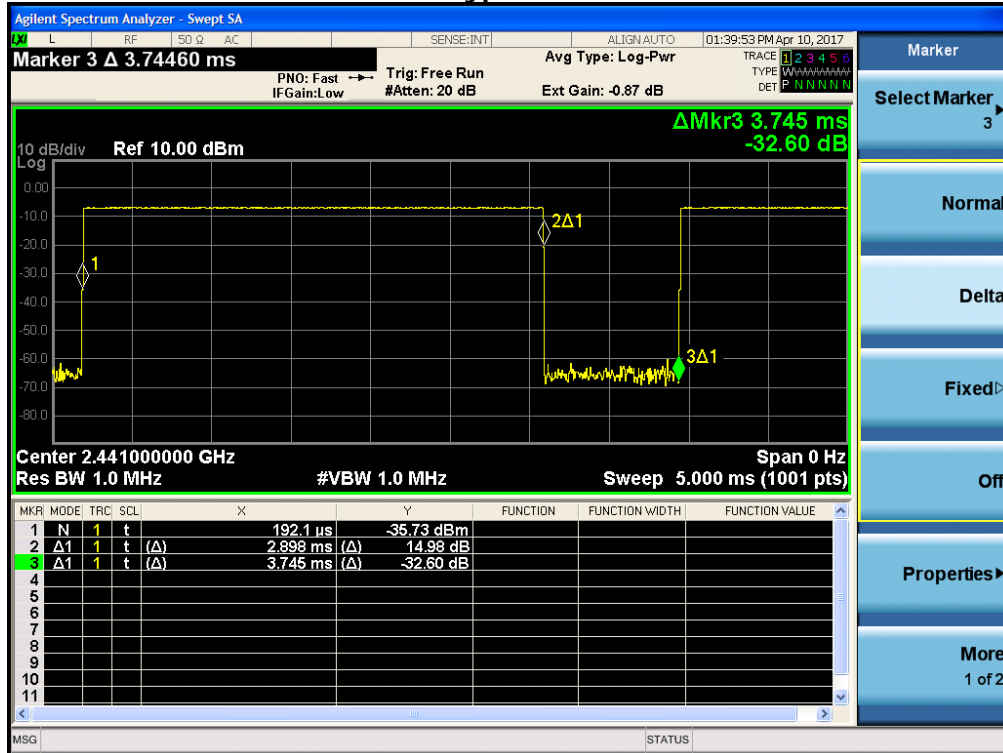 Agilent Spectrum Analyzer - Swept SA
LXI L RF 50 Ω AC SENSE:INT ALIGN AUTO 01:39:53 PM Apr 10, 2017
Marker 3 Δ 3.74460 ms
Avg Type: Log-Pwr
TRACE 1 2 3 4 5 6
PNO: Fast
Trig: Free Run
TYPE W
IFGain:Low
#Atten: 20 dB
Ext Gain: -0.87 dB
DET P N N N N N
ΔMkr3 3.745 ms
-32.60 dB
10 dB/div
Ref 10.00 dBm
Log
0.00
-10.0
-20.0
-30.0
-40.0
-50.0
-60.0
-70.0
-80.0
1
2Δ1
3Δ1
Center 2.441000000 GHz
Span 0 Hz
Res BW 1.0 MHz
#VBW 1.0 MHz
Sweep 5.000 ms (1001 pts)
MKR MODE TRC SCL X Y FUNCTION FUNCTION WIDTH FUNCTION VALUE
1 N 1 t 192.1 µs -35.73 dBm
2 Δ1 1 t (Δ) 2.898 ms (Δ) 14.98 dB
3 Δ1 1 t (Δ) 3.745 ms (Δ) -32.60 dB
4
5
6
7
8
9
10
11
MSG
STATUS
Marker
Select Marker
3
Normal
Delta
Fixed
Off
Properties
More
1 of 2